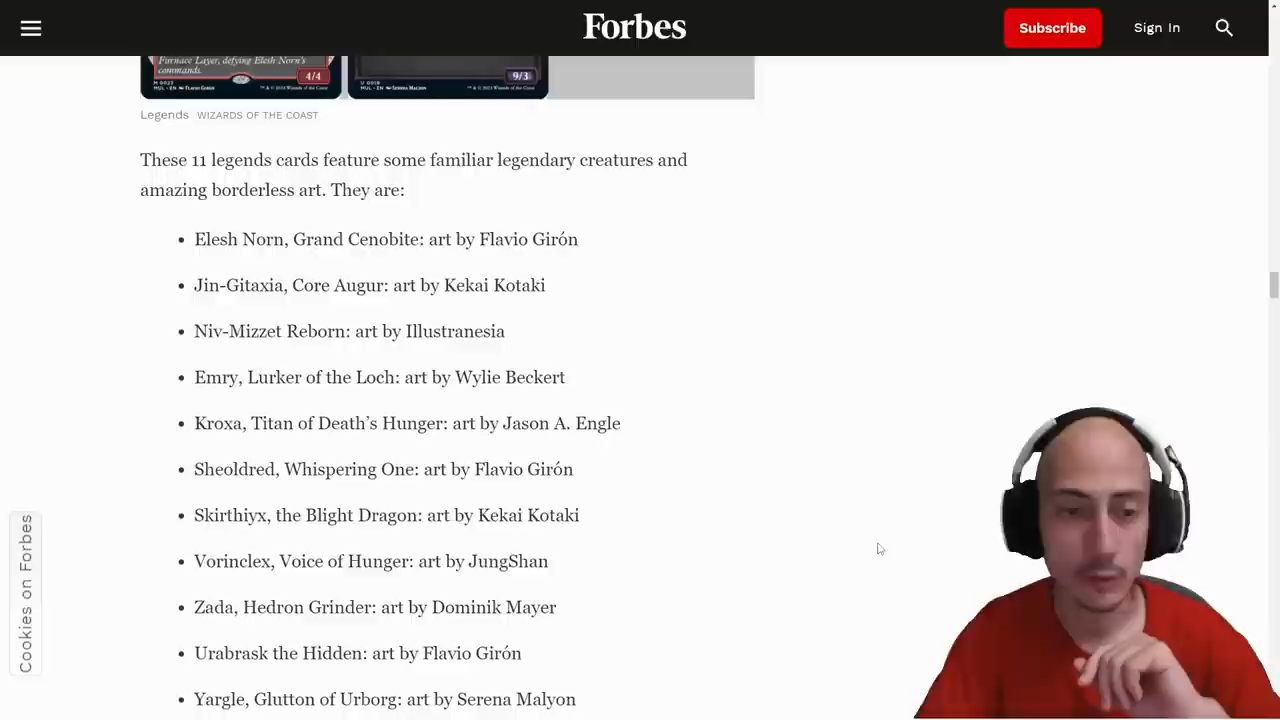 Forbes
Subscribe
Sign In
Furnace Layer, defying Elesh Norn's
commands.
4/4
9/3
Legends WIZARDS OF THE COAST
These 11 legends cards feature some familiar legendary creatures and
amazing borderless art. They are:
• Elesh Norn, Grand Cenobite: art by Flavio Girón
• Jin-Gitaxia, Core Augur: art by Kekai Kotaki
• Niv-Mizzet Reborn: art by Illustranesia
• Emry, Lurker of the Loch: art by Wylie Beckert
• Kroxa, Titan of Death’s Hunger: art by Jason A. Engle
• Sheoldred, Whispering One: art by Flavio Girón
• Skirthiyx, the Blight Dragon: art by Kekai Kotaki
• Vorinclex, Voice of Hunger: art by JungShan
• Zada, Hedron Grinder: art by Dominik Mayer
• Urabrask the Hidden: art by Flavio Girón
• Yargle, Glutton of Urborg: art by Serena Malyon
Cookies on Forbes